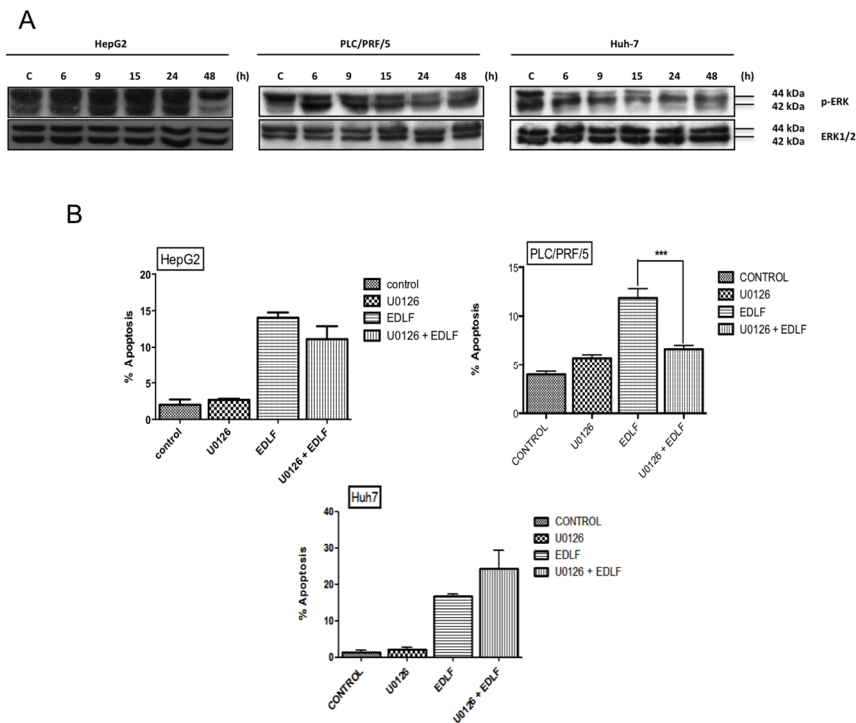 A
HepG2
PLC/PRF/5
Huh-7
C 6 9 15 24 48 (h)
C 6 9 15 24 48 (h)
C 6 9 15 24 48 (h)
44 kDa
42 kDa
p-ERK
44 kDa
42 kDa
ERK1/2
B
HepG2
% Apoptosis
20
15
10
5
0
control
U0126
EDLF
U0126 + EDLF
control
U0126
EDLF
U0126 + EDLF
PLC/PRF/5
% Apoptosis
15
10
5
0
***
CONTROL
U0126
EDLF
U0126 + EDLF
CONTROL
U0126
EDLF
U0126 + EDLF
Huh7
% Apoptosis
40
30
20
10
0
CONTROL
U0126
EDLF
U0126 + EDLF
CONTROL
U0126
EDLF
U0126 + EDLF